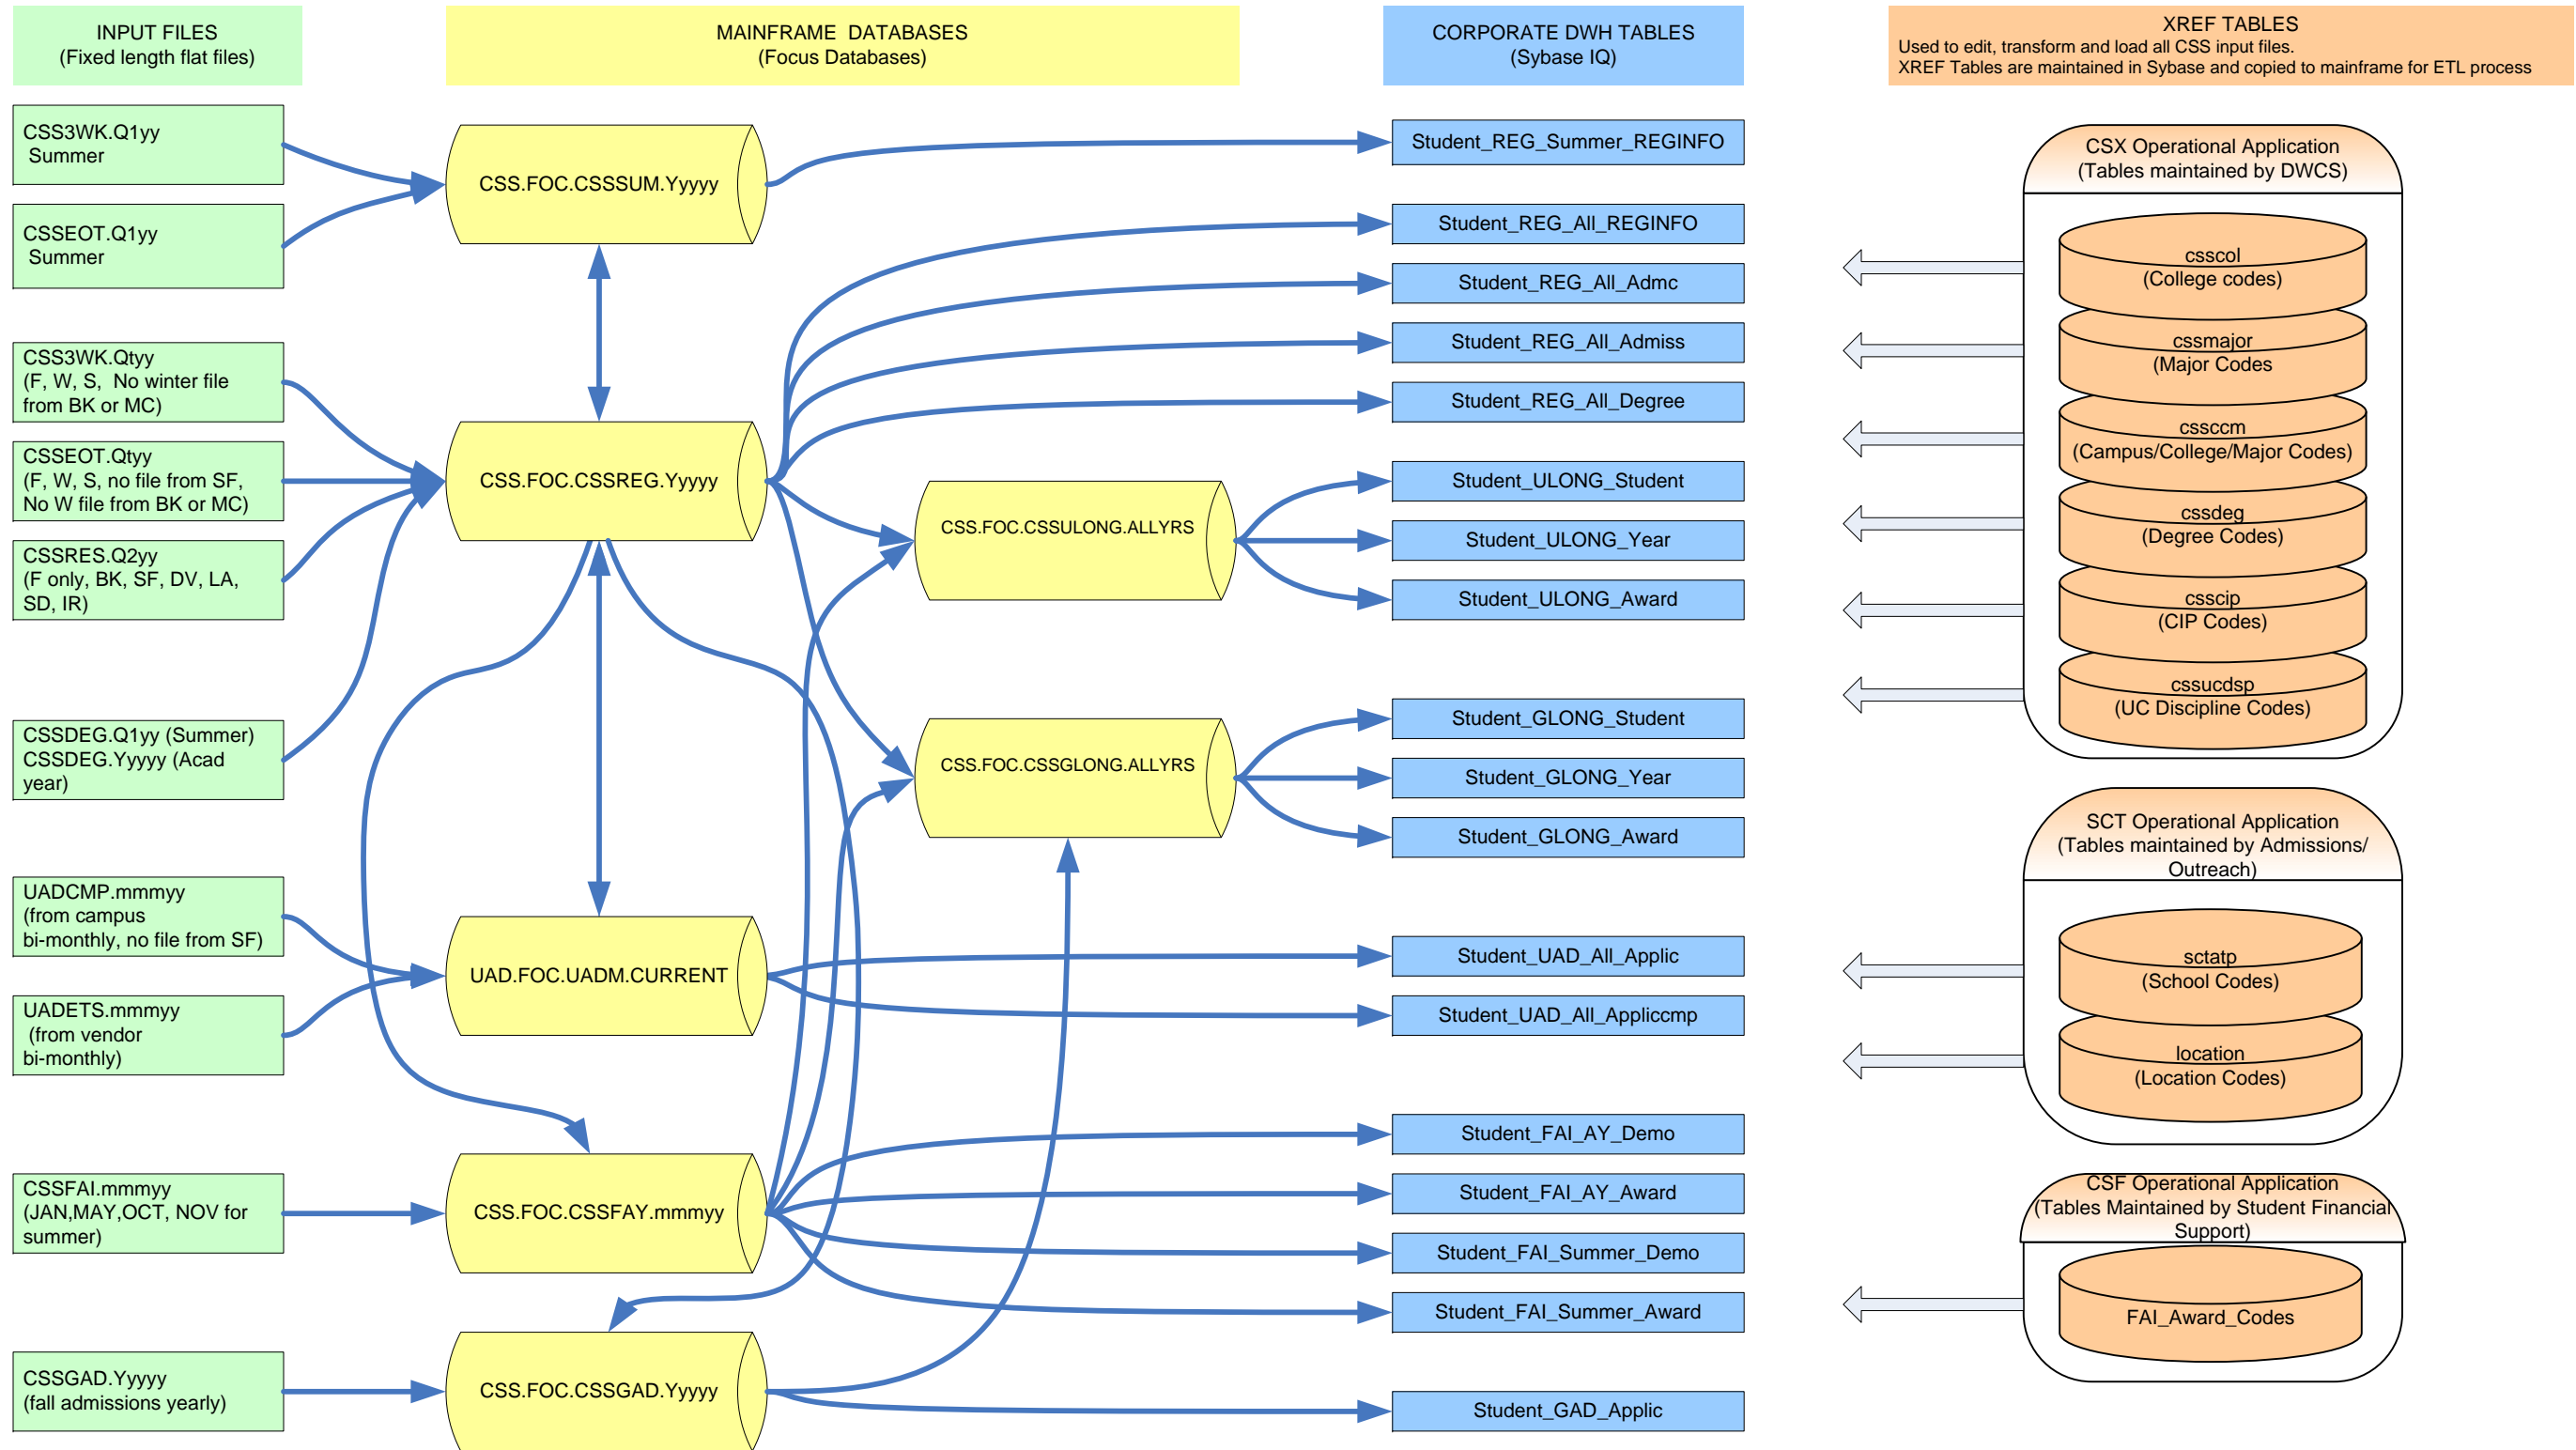 INPUT FILES
(Fixed length flat files)
MAINFRAME  DATABASES
(Focus Databases)
CORPORATE DWH TABLES
(Sybase IQ)
XREF TABLES
Used to edit, transform and load all CSS input files.
XREF Tables are maintained in Sybase and copied to mainframe for ETL process
CSS3WK.Q1yy
Summer
CSSEOT.Q1yy
Summer
CSS3WK.Qtyy
(F, W, S,  No winter file
from BK or MC)
CSSEOT.Qtyy
(F, W, S, no file from SF,
No W file from BK or MC)
CSSRES.Q2yy
(F only, BK, SF, DV, LA,
SD, IR)
CSSDEG.Q1yy (Summer)
CSSDEG.Yyyyy (Acad
year)
UADCMP.mmmyy
(from campus
bi-monthly, no file from SF)
UADETS.mmmyy
(from vendor
bi-monthly)
CSSFAI.mmmyy
(JAN,MAY,OCT, NOV for
summer)
CSSGAD.Yyyyy
(fall admissions yearly)
CSS.FOC.CSSSUM.Yyyyy
CSS.FOC.CSSREG.Yyyyy
CSS.FOC.CSSULONG.ALLYRS
CSS.FOC.CSSGLONG.ALLYRS
UAD.FOC.UADM.CURRENT
CSS.FOC.CSSFAY.mmmyy
CSS.FOC.CSSGAD.Yyyyy
Student_REG_Summer_REGINFO
Student_REG_All_REGINFO
Student_REG_All_Admc
Student_REG_All_Admiss
Student_REG_All_Degree
Student_ULONG_Student
Student_ULONG_Year
Student_ULONG_Award
Student_GLONG_Student
Student_GLONG_Year
Student_GLONG_Award
Student_UAD_All_Applic
Student_UAD_All_Appliccmp
Student_FAI_AY_Demo
Student_FAI_AY_Award
Student_FAI_Summer_Demo
Student_FAI_Summer_Award
Student_GAD_Applic
CSX Operational Application
(Tables maintained by DWCS)
csscol
(College codes)
cssmajor
(Major Codes
cssccm
(Campus/College/Major Codes)
cssdeg
(Degree Codes)
csscip
(CIP Codes)
cssucdsp
(UC Discipline Codes)
SCT Operational Application
(Tables maintained by Admissions/
Outreach)
sctatp
(School Codes)
location
(Location Codes)
CSF Operational Application
(Tables Maintained by Student Financial
Support)
FAI_Award_Codes